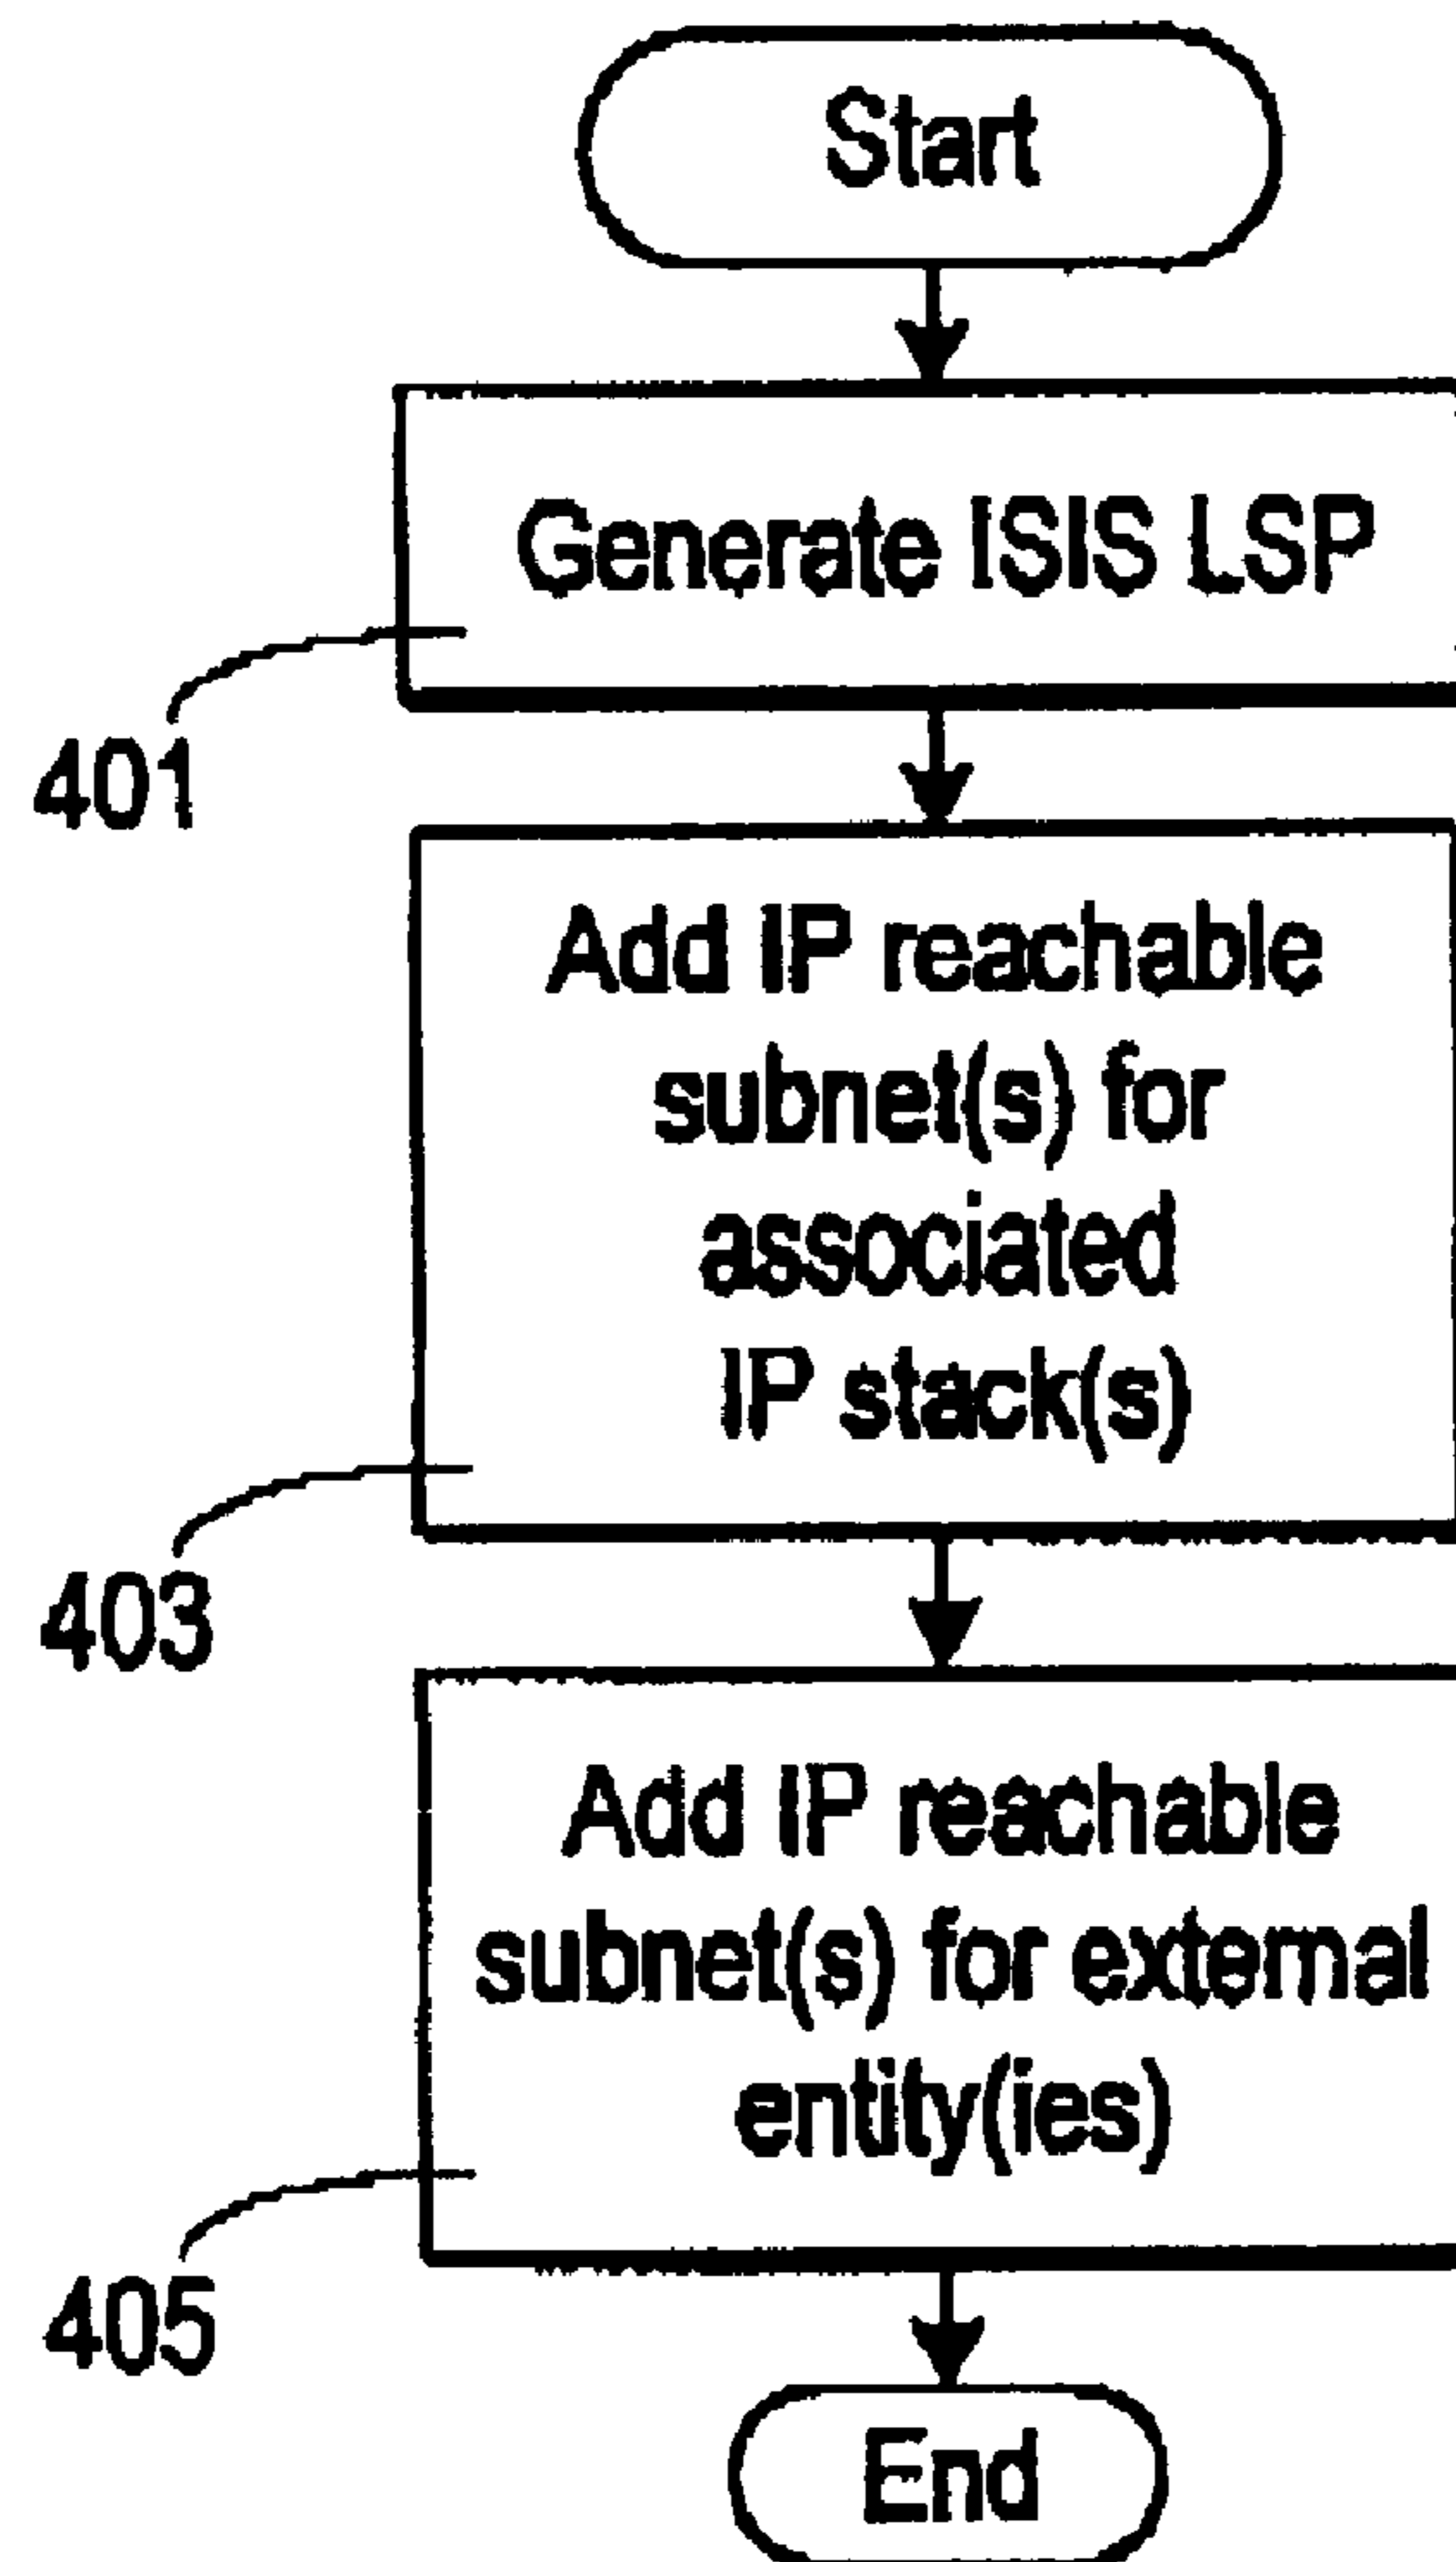 Start
Generate ISIS LSP
401
Add IP reachable
subnet(s) for
associated
IP stack(s)
403
Add IP reachable
subnet(s) for external
entity(ies)
405
End